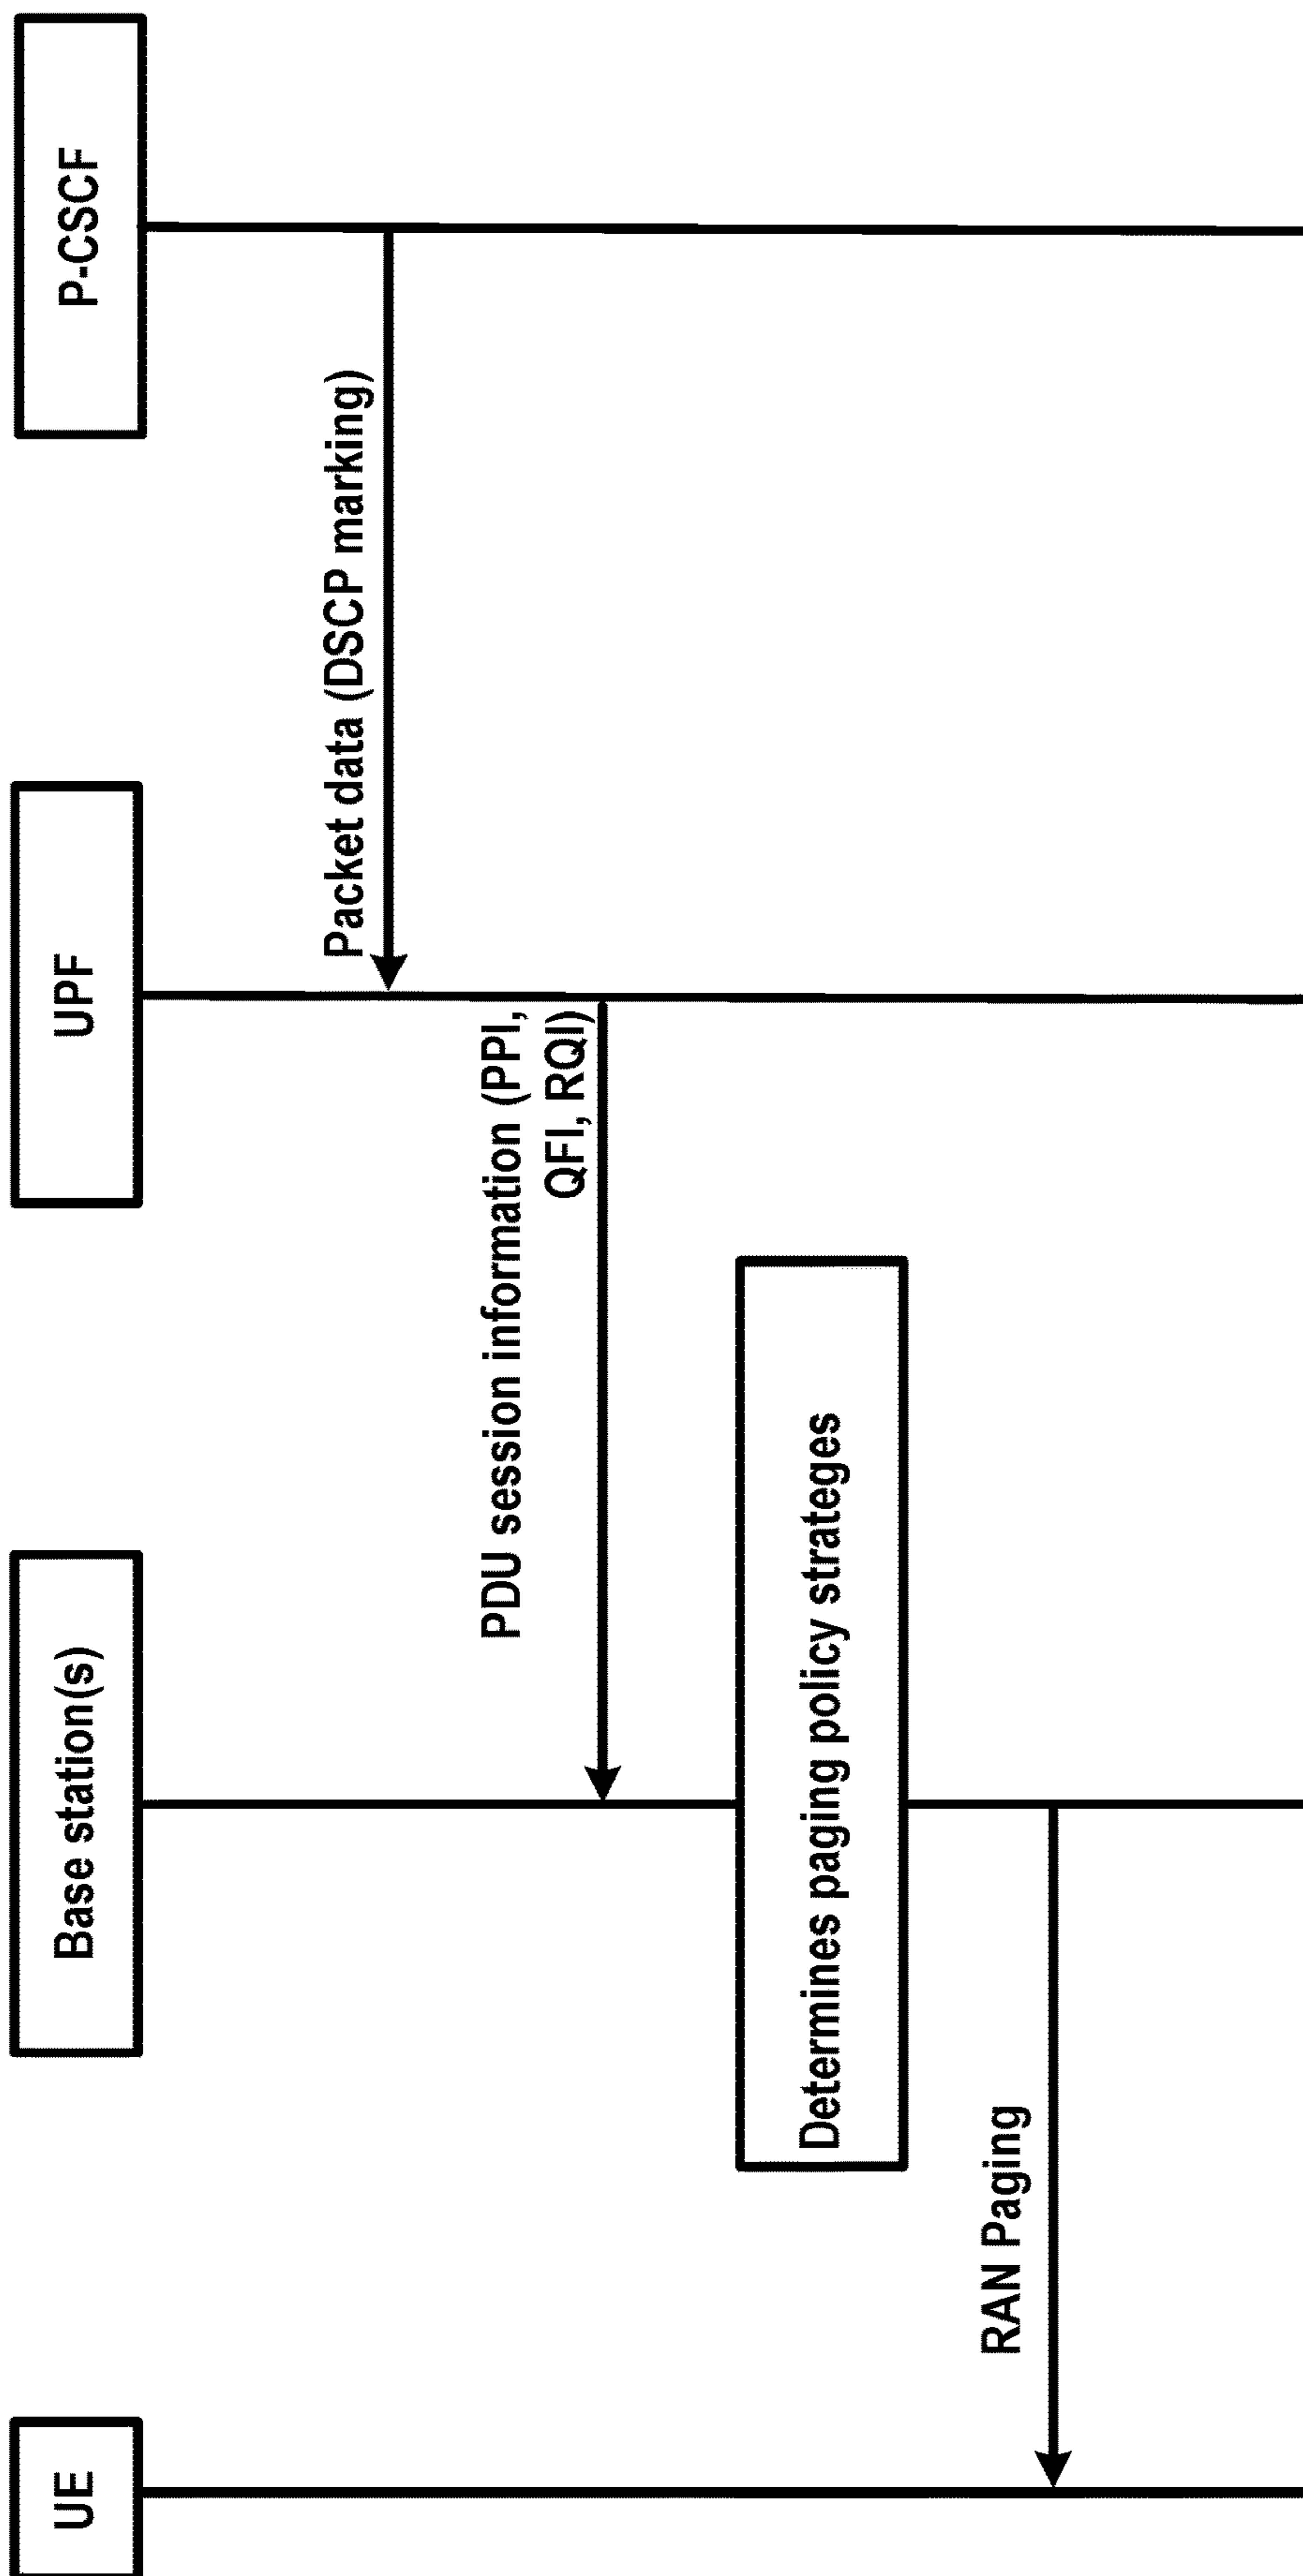 UE
Base station(s)
UPF
P-CSCF
Packet data (DSCP marking)
PDU session information (PPI,
QFI, RQI)
Determines paging policy strateges
RAN Paging